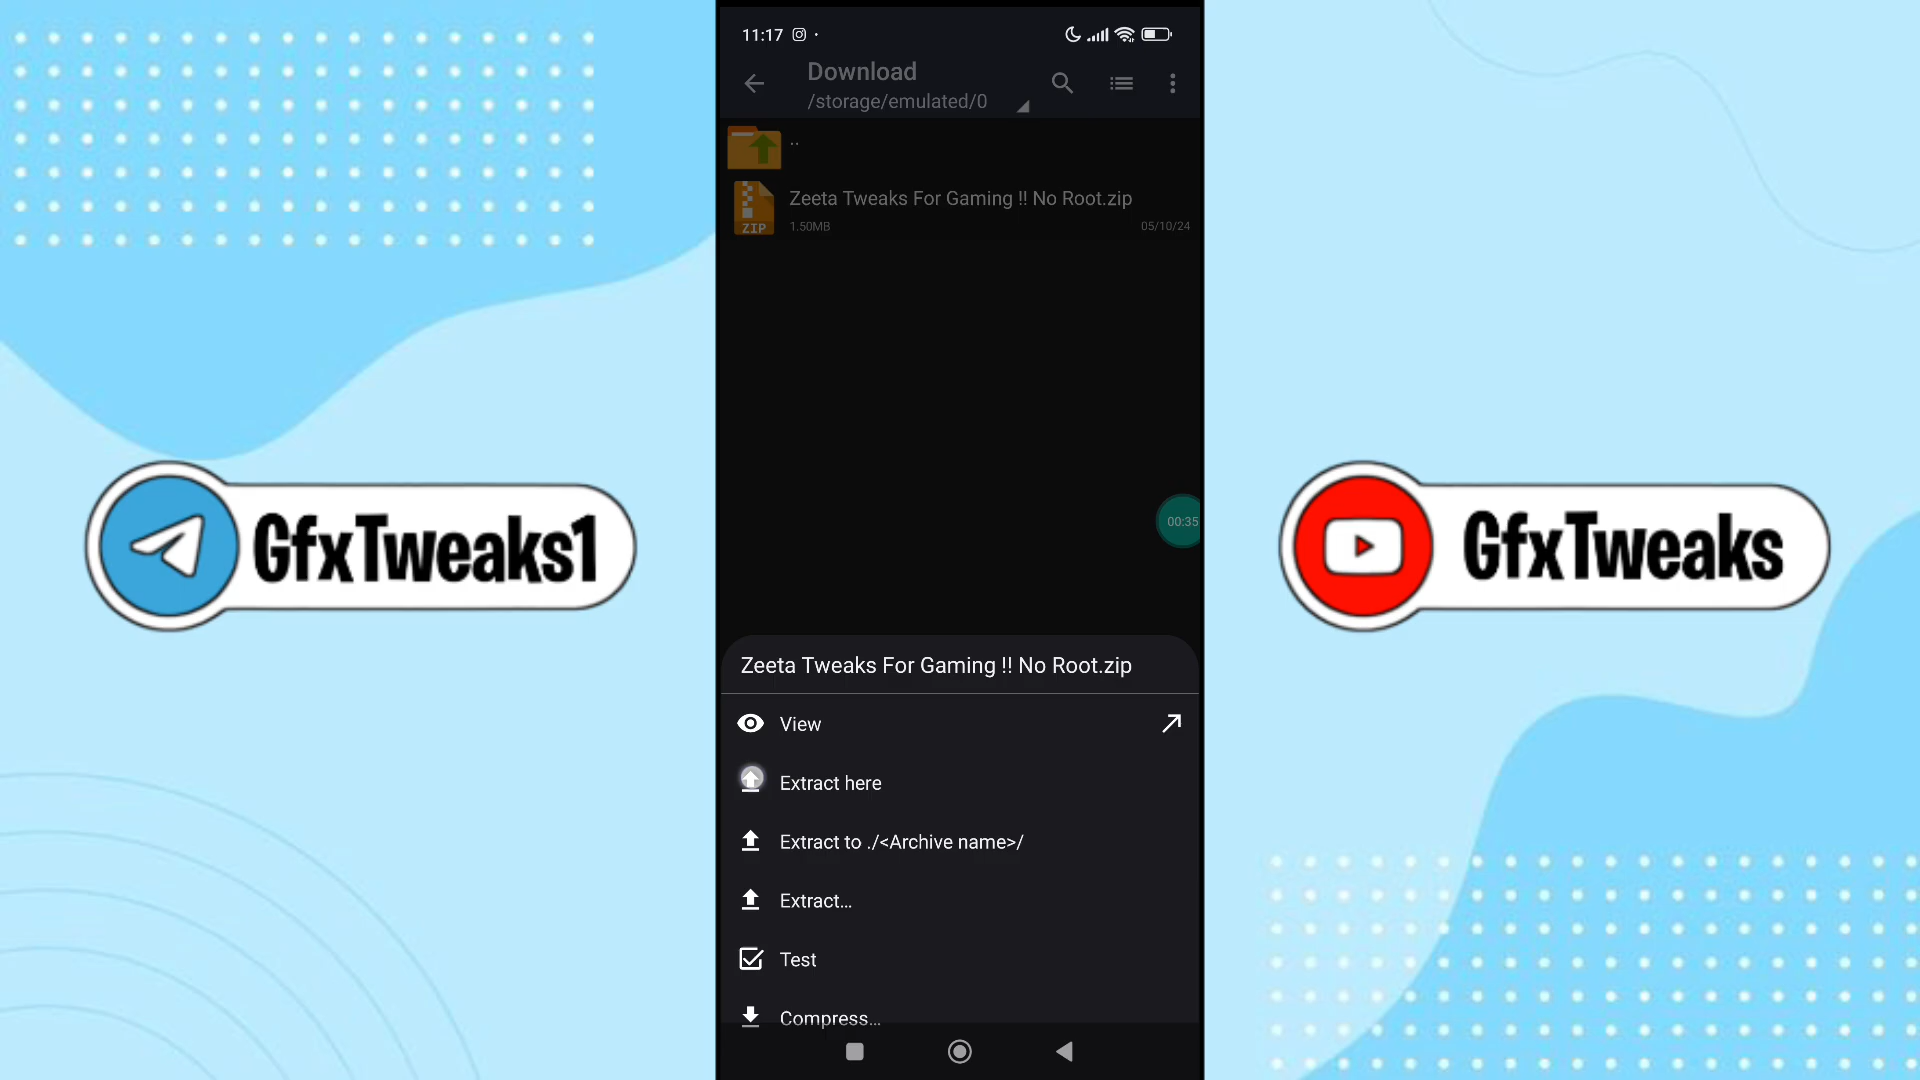 11:17
Download
/storage/emulated/0
..
Zeeta Tweaks For Gaming !! No Root.zip
ZIP
1.50MB
05/10/24
GfxTweaks1
GfxTweaks
00:35
Zeeta Tweaks For Gaming !! No Root.zip
View
Extract here
Extract to ./<Archive name>/
Extract...
Test
Compress...